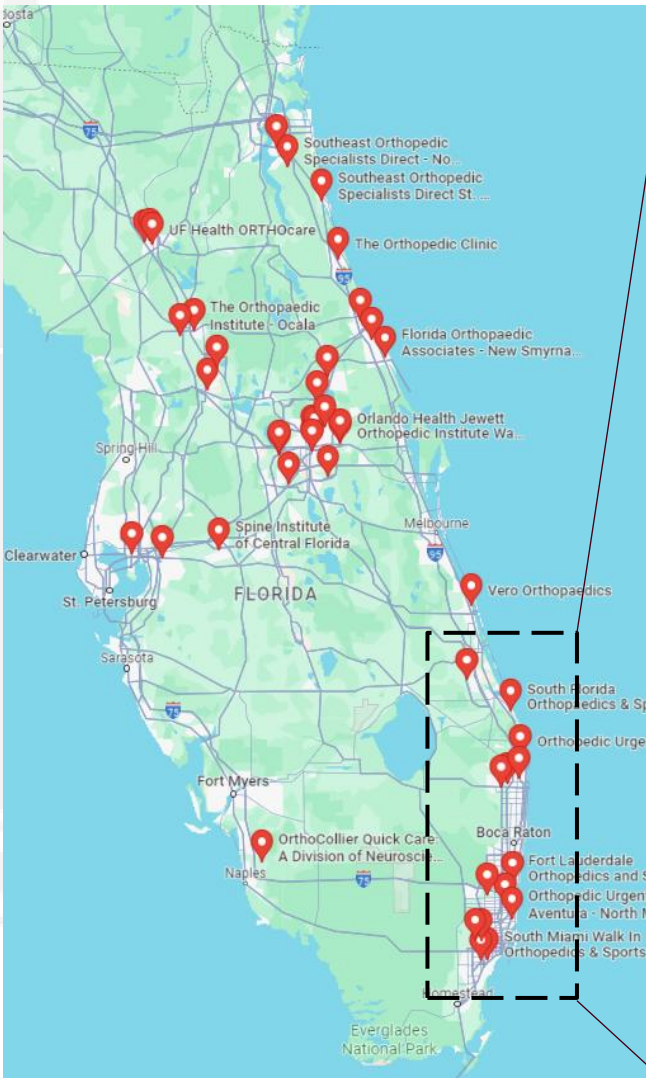 75
Southeast Orthopedic
Specialists Direct - No...
Southeast Orthopedic
Specialists Direct St. ...
UF Health ORTHOcare
The Orthopedic Clinic
95
The Orthopaedic
Institute - Ocala
Florida Orthopaedic
Associates - New Smyrna...
Orlando Health Jewett
Orthopedic Institute Wa...
Spring Hill
Melbourne
Spine Institute
of Central Florida
95
Clearwater
St. Petersburg
FLORIDA
Vero Orthopaedics
Sarasota
South Florida
Orthopaedics & Sp
75
Orthopedic Urge
Fort Myers
Boca Raton
OrthoCollier Quick Care:
A Division of Neuroscie...
Fort Lauderdale
Orthopedics and S
Naples
75
Orthopedic Urgent
Aventura - North M
South Miami Walk In
Orthopedics & Sports
Homestead
Everglades
National Park